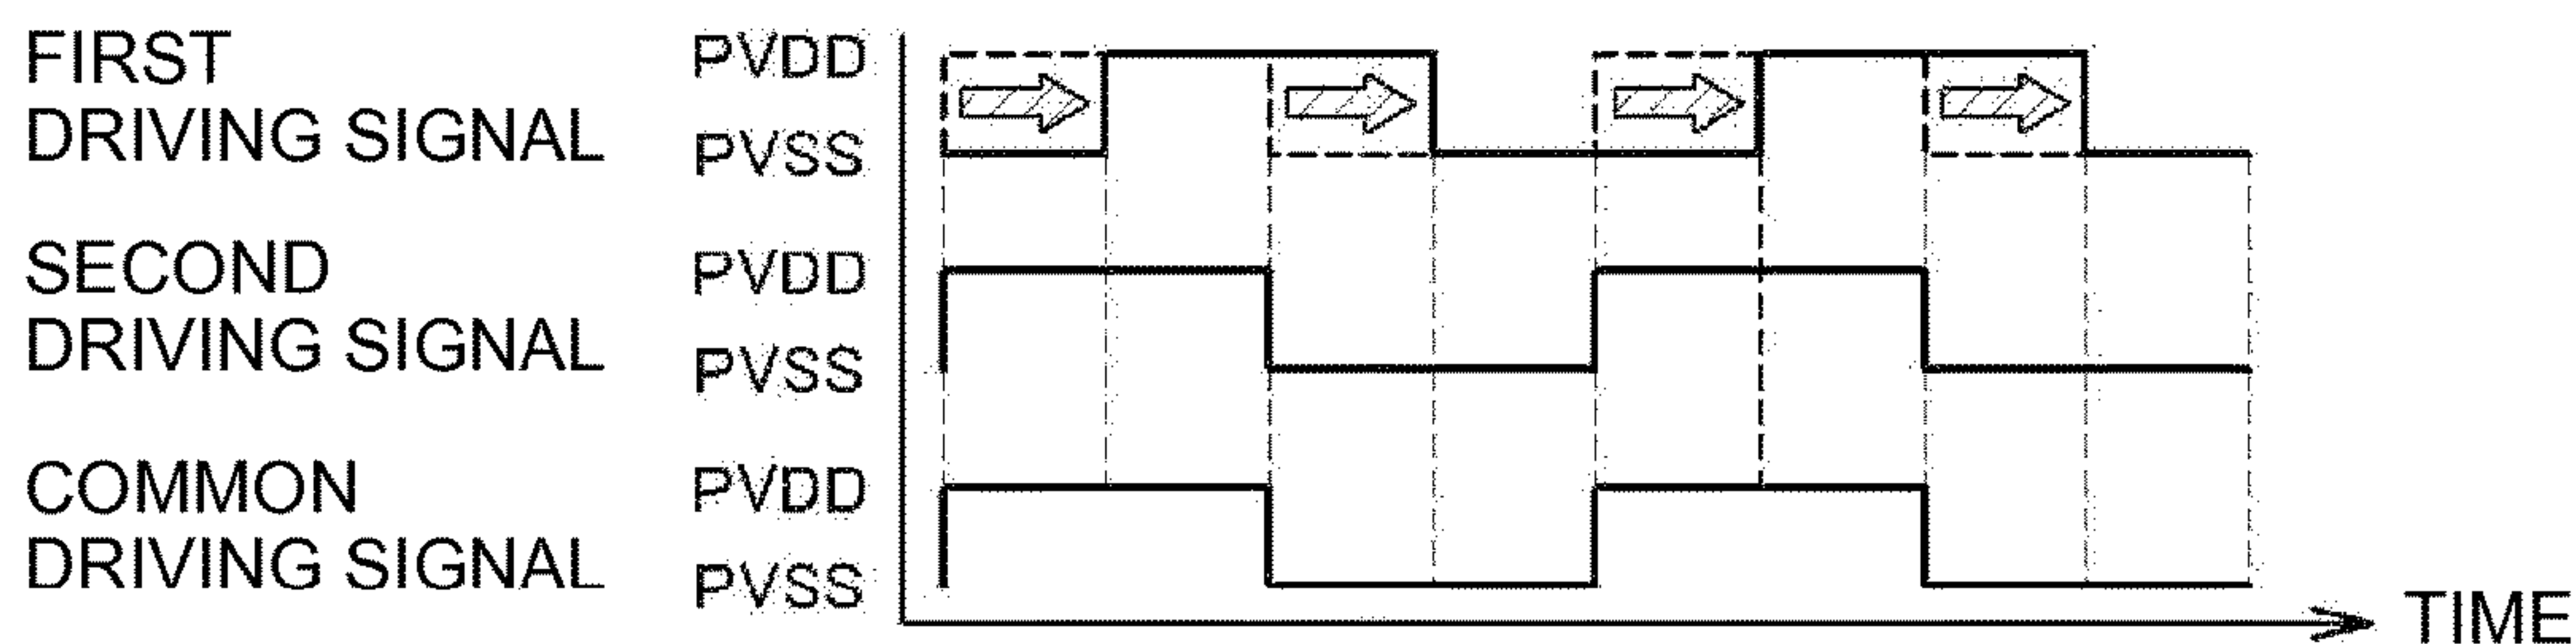 FIRST
DRIVING SIGNAL
PVDD
PVSS
SECOND
DRIVING SIGNAL
PVDD
PVSS
COMMON
DRIVING SIGNAL
PVDD
PVSS
TIME